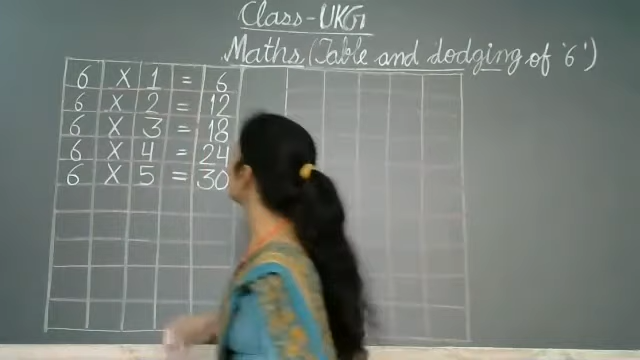 Class-UKG
Maths (Table and dodging of '6')
6 X 1 = 6
6 X 2 = 12
6 X 3 = 18
6 X 4 = 24
6 X 5 = 30